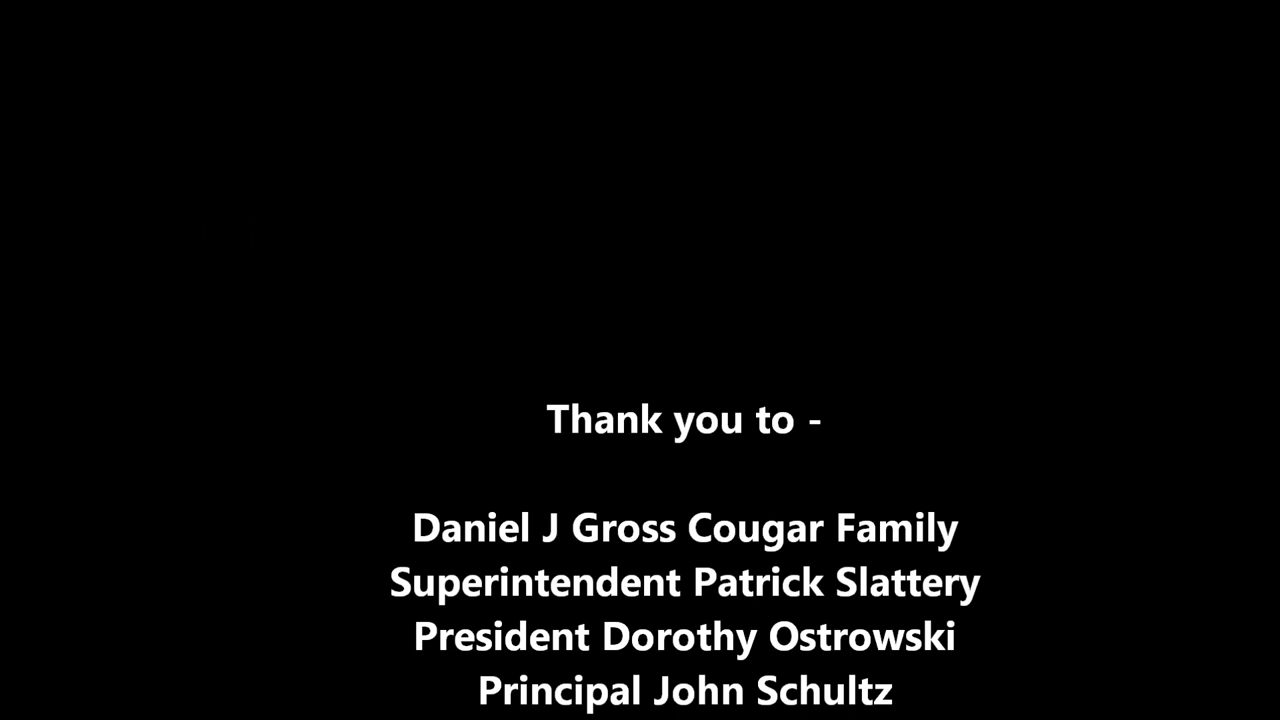 Thank you to -
Daniel J Gross Cougar Family
Superintendent Patrick Slattery
President Dorothy Ostrowski
Principal John Schultz